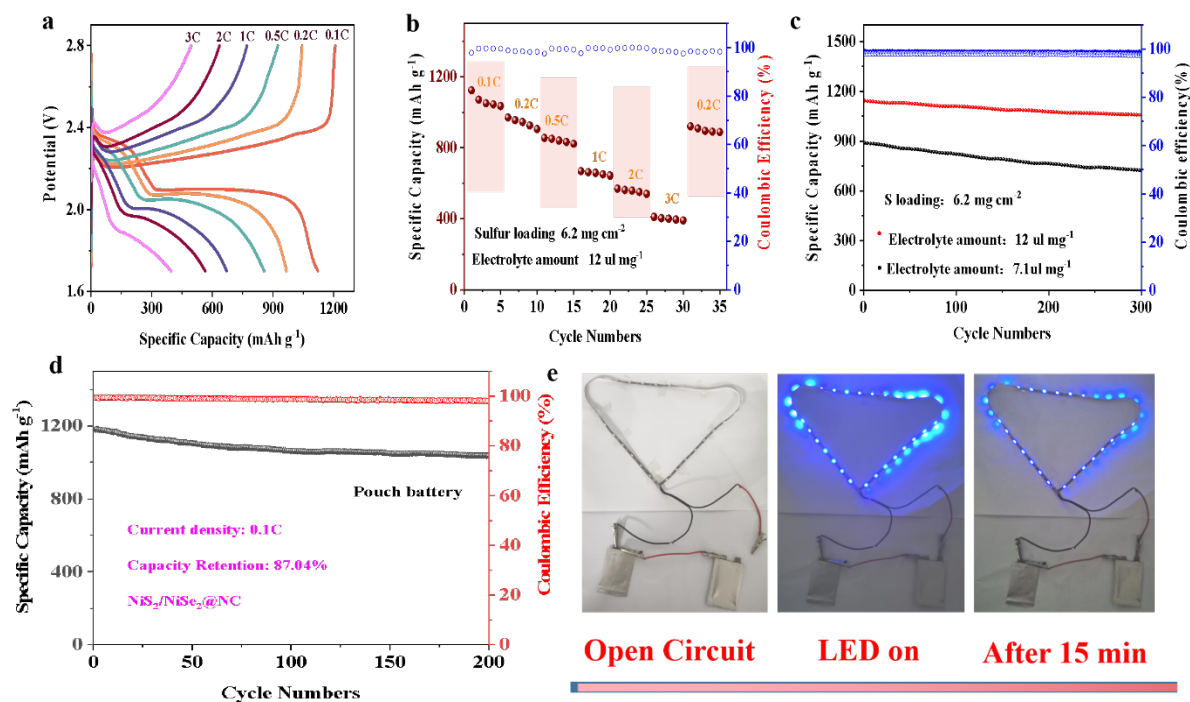 a
3C 2C 1C 0.5C 0.2C 0.1C
2.8
2.4
2.0
1.6
Potential (V)
0 300 600 900 1200
Specific Capacity (mAh g⁻¹)
b
1200
800
400
0
Specific Capacity (m Ah g⁻¹)
100
80
60
40
20
0
Coulombic Efficiency (%)
0.1C
0.2C
0.5C
1C
2C
3C
0.2C
Sulfur loading 6.2 mg cm⁻²
Electrolyte amount 12 ul mg⁻¹
0 5 10 15 20 25 30 35
Cycle Numbers
c
1500
1200
900
600
300
0
Specific Capacity (m Ah g⁻¹)
100
80
60
40
20
0
Coulombic efficiency(%)
S loading: 6.2 mg cm⁻²
Electrolyte amount: 12 ul mg⁻¹
Electrolyte amount: 7.1ul mg⁻¹
0 100 200 300
Cycle Numbers
d
1200
1000
1200
400
0
Specific Capacity (mAh g⁻¹)
100
80
60
40
20
0
Coulombic Efficiency (%)
Pouch battery
Current density: 0.1C
Capacity Retention: 87.04%
NiS₂/NiSe₂@NC
0 50 100 150 200
Cycle Numbers
e
Open Circuit LED on After 15 min